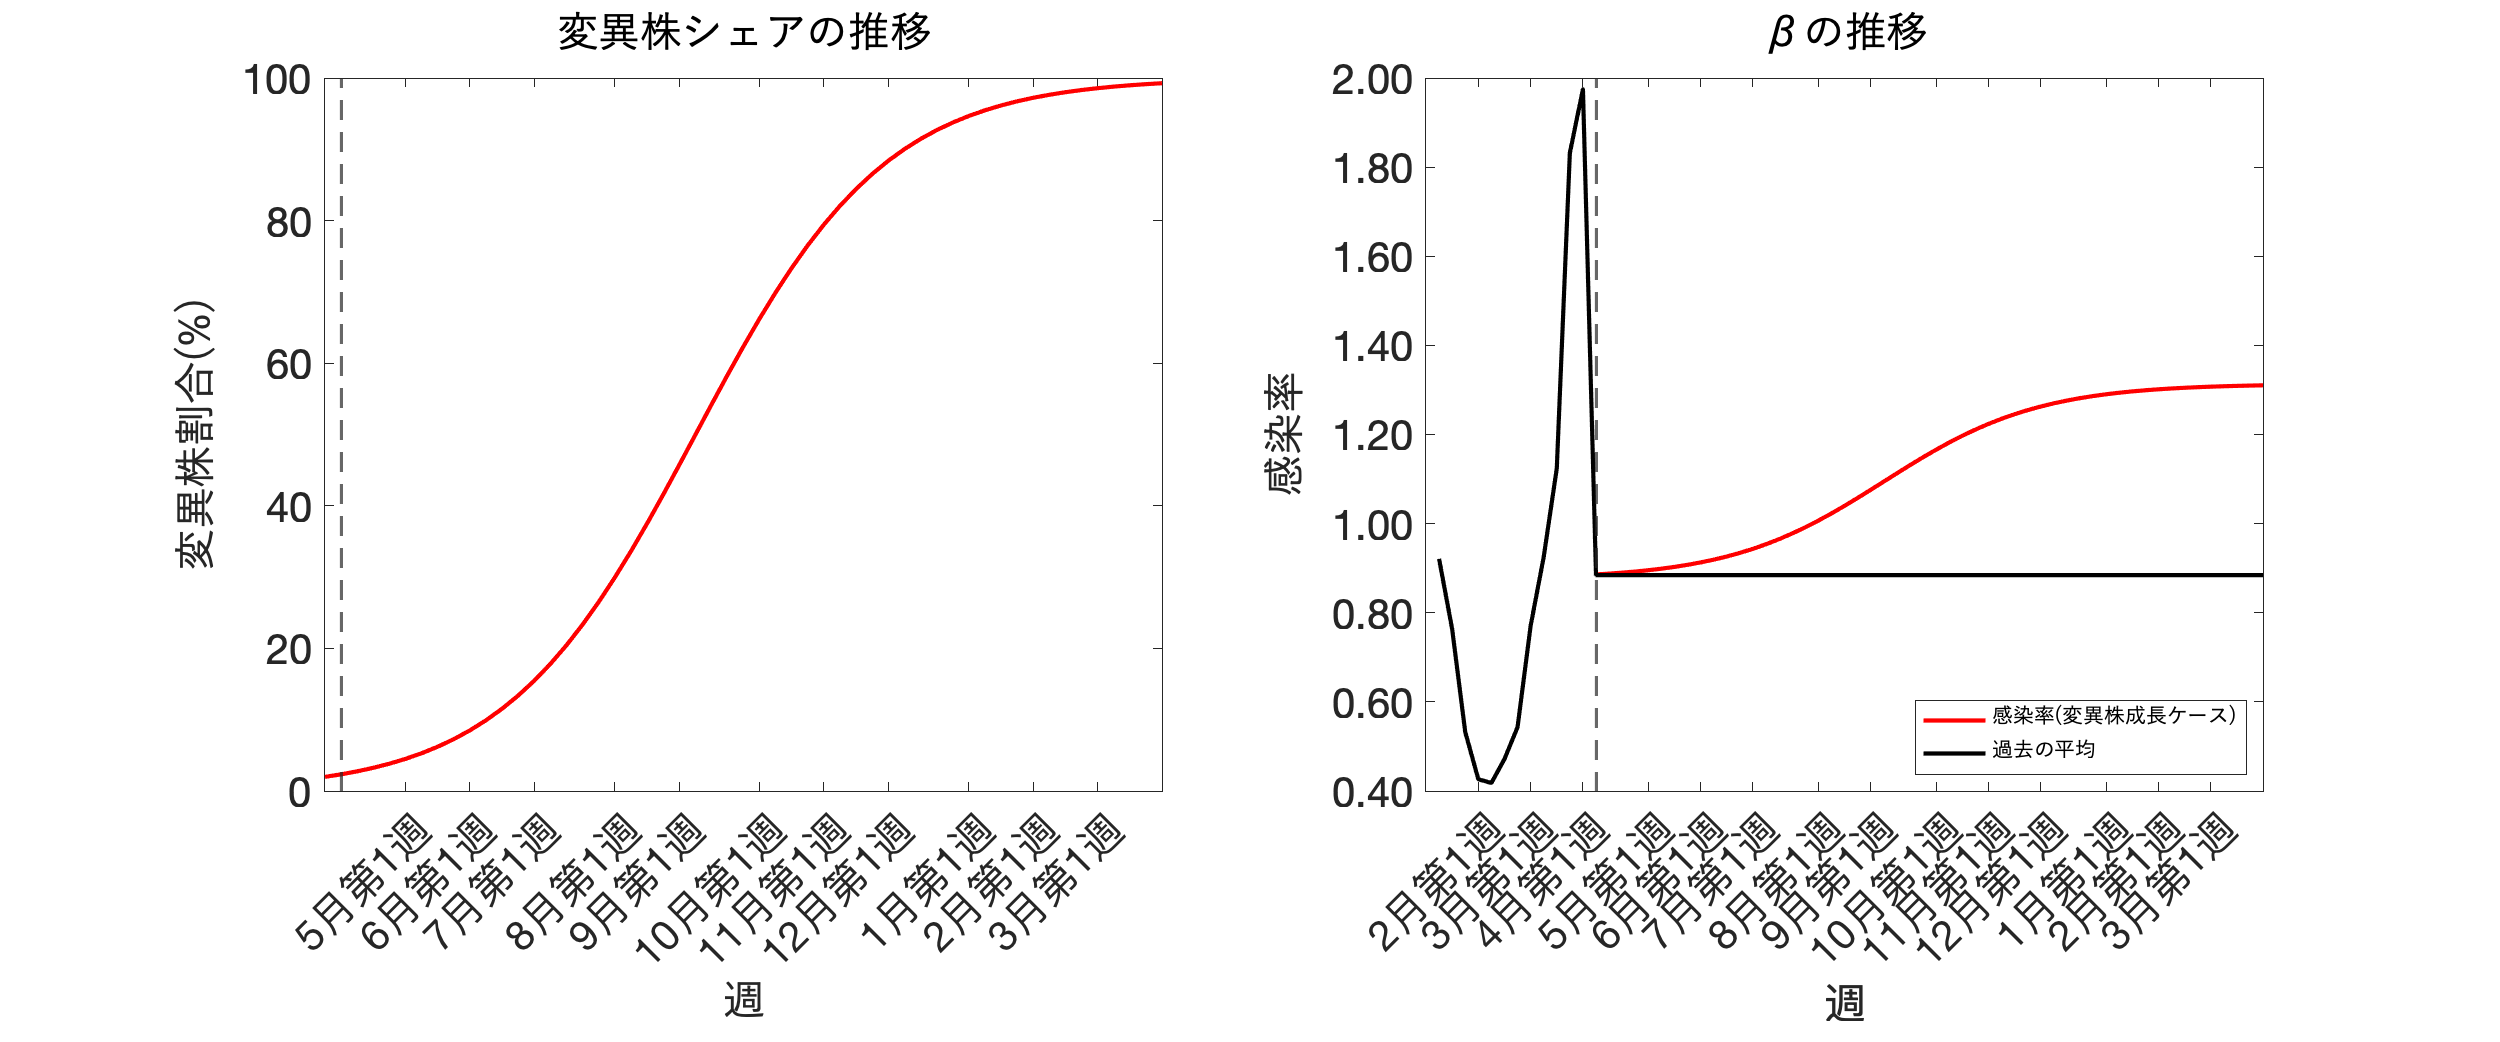 変異株シェアの推移
変異株割合(%)
100
80
60
40
20
0
5月第1週
6月第1週
7月第1週
8月第1週
9月第1週
10月第1週
11月第1週
12月第1週
1月第1週
2月第1週
3月第1週
週
βの推移
感染率
2.00
1.80
1.60
1.40
1.20
1.00
0.80
0.60
0.40
感染率(変異株成長ケース)
過去の平均
2月第1週
3月第1週
4月第1週
5月第1週
6月第1週
7月第1週
8月第1週
9月第1週
10月第1週
11月第1週
12月第1週
1月第1週
2月第1週
3月第1週
週